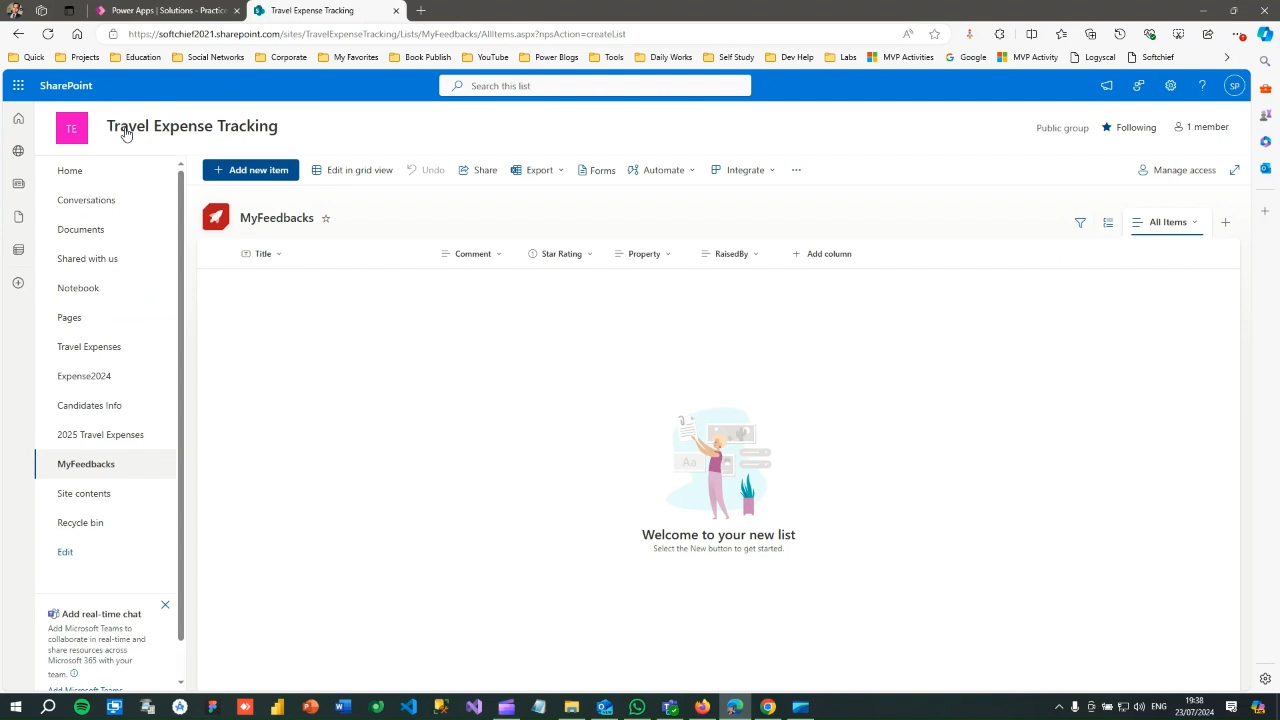 Power Apps | Solutions - Practic
Travel Expense Tracking
https://softchief2021.sharepoint.com/sites/TravelExpenseTracking/Lists/MyFeedbacks/AllItems.aspx?npsAction=createList
Quick
Projects
Education
Social Networks
Corporate
My Favorites
Book Publish
YouTube
Power Blogs
Tools
Daily Works
Self Study
Dev Help
Labs
MVP Activities
Google
MVP Activity
Logysal
Softchief
SharePoint
Search this list
SP
TE
Travel Expense Tracking
Public group
Following
1 member
Home
Conversations
Documents
Shared with us
Notebook
Pages
Travel Expenses
Expense2024
Candidates Info
2025 Travel Expenses
MyFeedbacks
Site contents
Recycle bin
Edit
Add real-time chat
Add Microsoft Teams to
collaborate in real-time and
share resources across
Microsoft 365 with your
team.
Add Microsoft Teams
Add new item
Edit in grid view
Undo
Share
Export
Forms
Automate
Integrate
Manage access
MyFeedbacks
All Items
Title
Comment
Star Rating
Property
RaisedBy
Add column
Aa
Welcome to your new list
Select the New button to get started.
ENG
19:38
23/07/2024